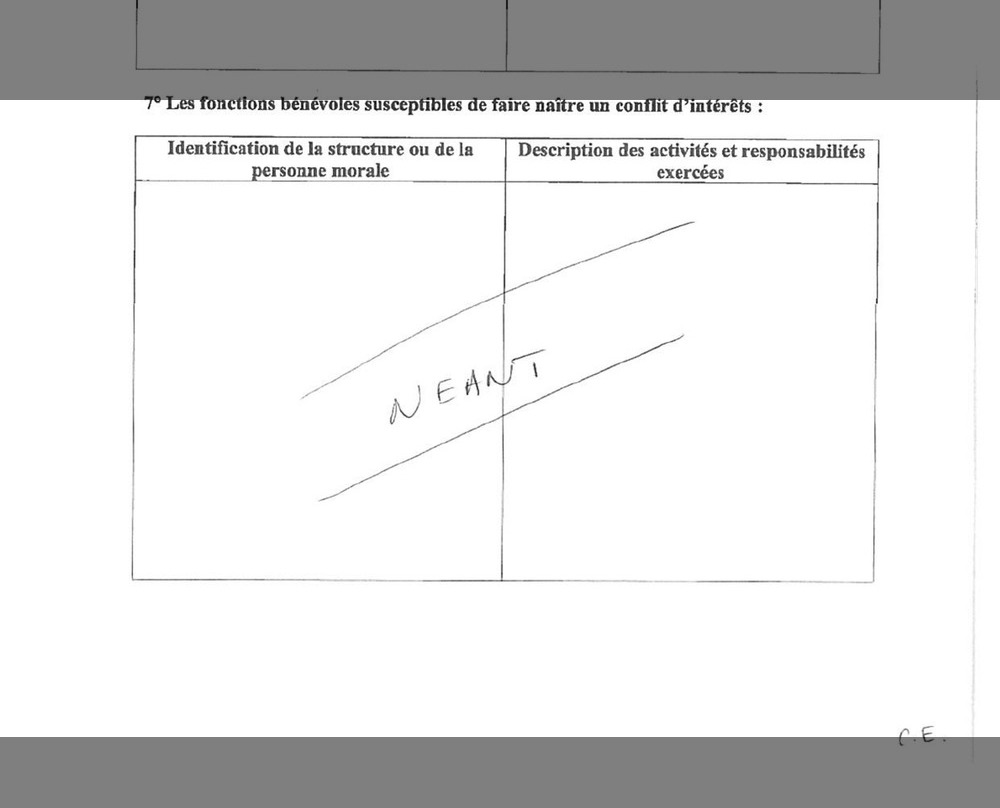 7° Les fonctions bénévoles susceptibles de faire naître un conflit d'intérêts :
Identification de la structure ou de la
personne morale
Description des activités et responsabilités
exercées
NEANT
C.E.